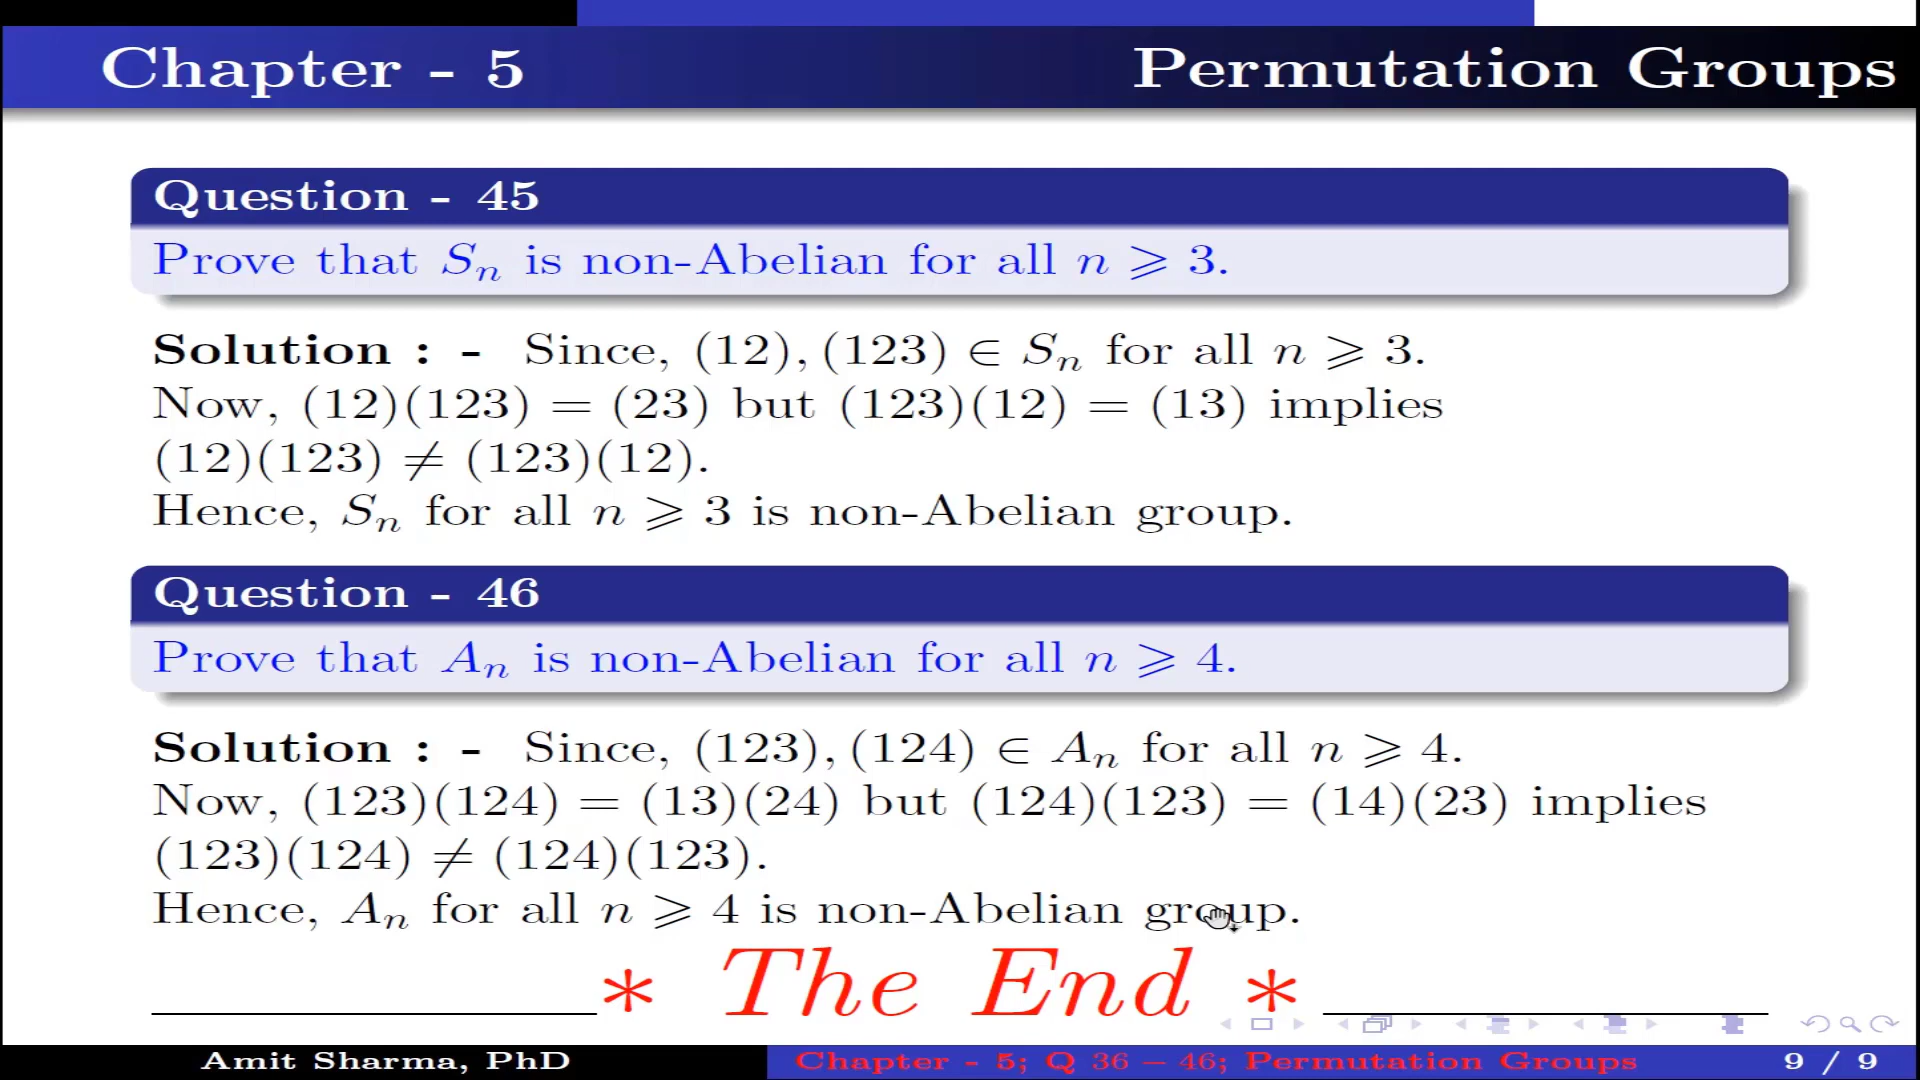 Chapter - 5 Permutation Groups
Question - 45
Prove that Sₙ is non-Abelian for all n ⩾ 3.
Solution : - Since, (12), (123) ∈ Sₙ for all n ⩾ 3.
Now, (12)(123) = (23) but (123)(12) = (13) implies
(12)(123) ≠ (123)(12).
Hence, Sₙ for all n ⩾ 3 is non-Abelian group.
Question - 46
Prove that Aₙ is non-Abelian for all n ⩾ 4.
Solution : - Since, (123), (124) ∈ Aₙ for all n ⩾ 4.
Now, (123)(124) = (13)(24) but (124)(123) = (14)(23) implies
(123)(124) ≠ (124)(123).
Hence, Aₙ for all n ⩾ 4 is non-Abelian group.
* The End *
Amit Sharma, PhD Chapter - 5; Q 36 – 46; Permutation Groups 9 / 9